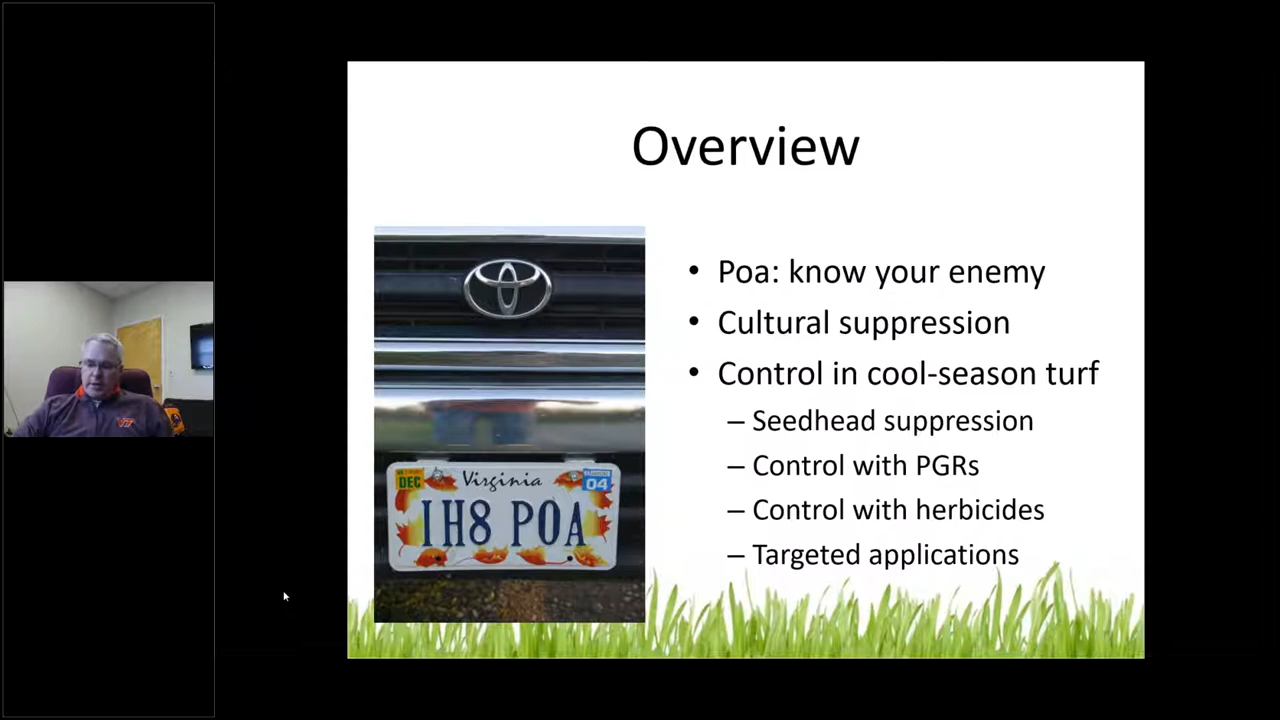 Overview
Poa: know your enemy
Cultural suppression
Control in cool-season turf
– Seedhead suppression
– Control with PGRs
– Control with herbicides
– Targeted applications
DEC
Virginia
04
IH8 POA
VT